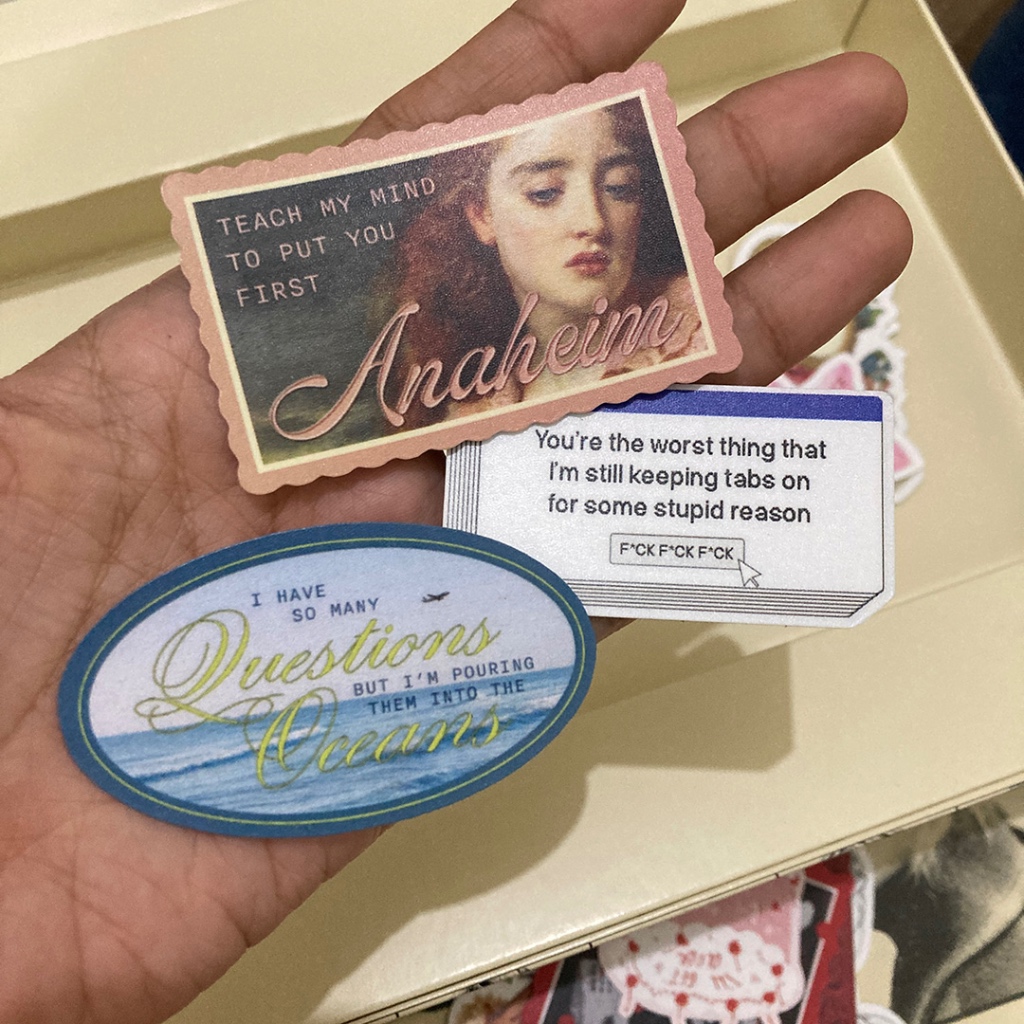 TEACH MY MIND
TO PUT YOU
FIRST
Anaheim
You're the worst thing that
I'm still keeping tabs on
for some stupid reason
F*CK F*CK F*CK
I HAVE
SO MANY
Questions
BUT I'M POURING
THEM INTO THE
Oceans